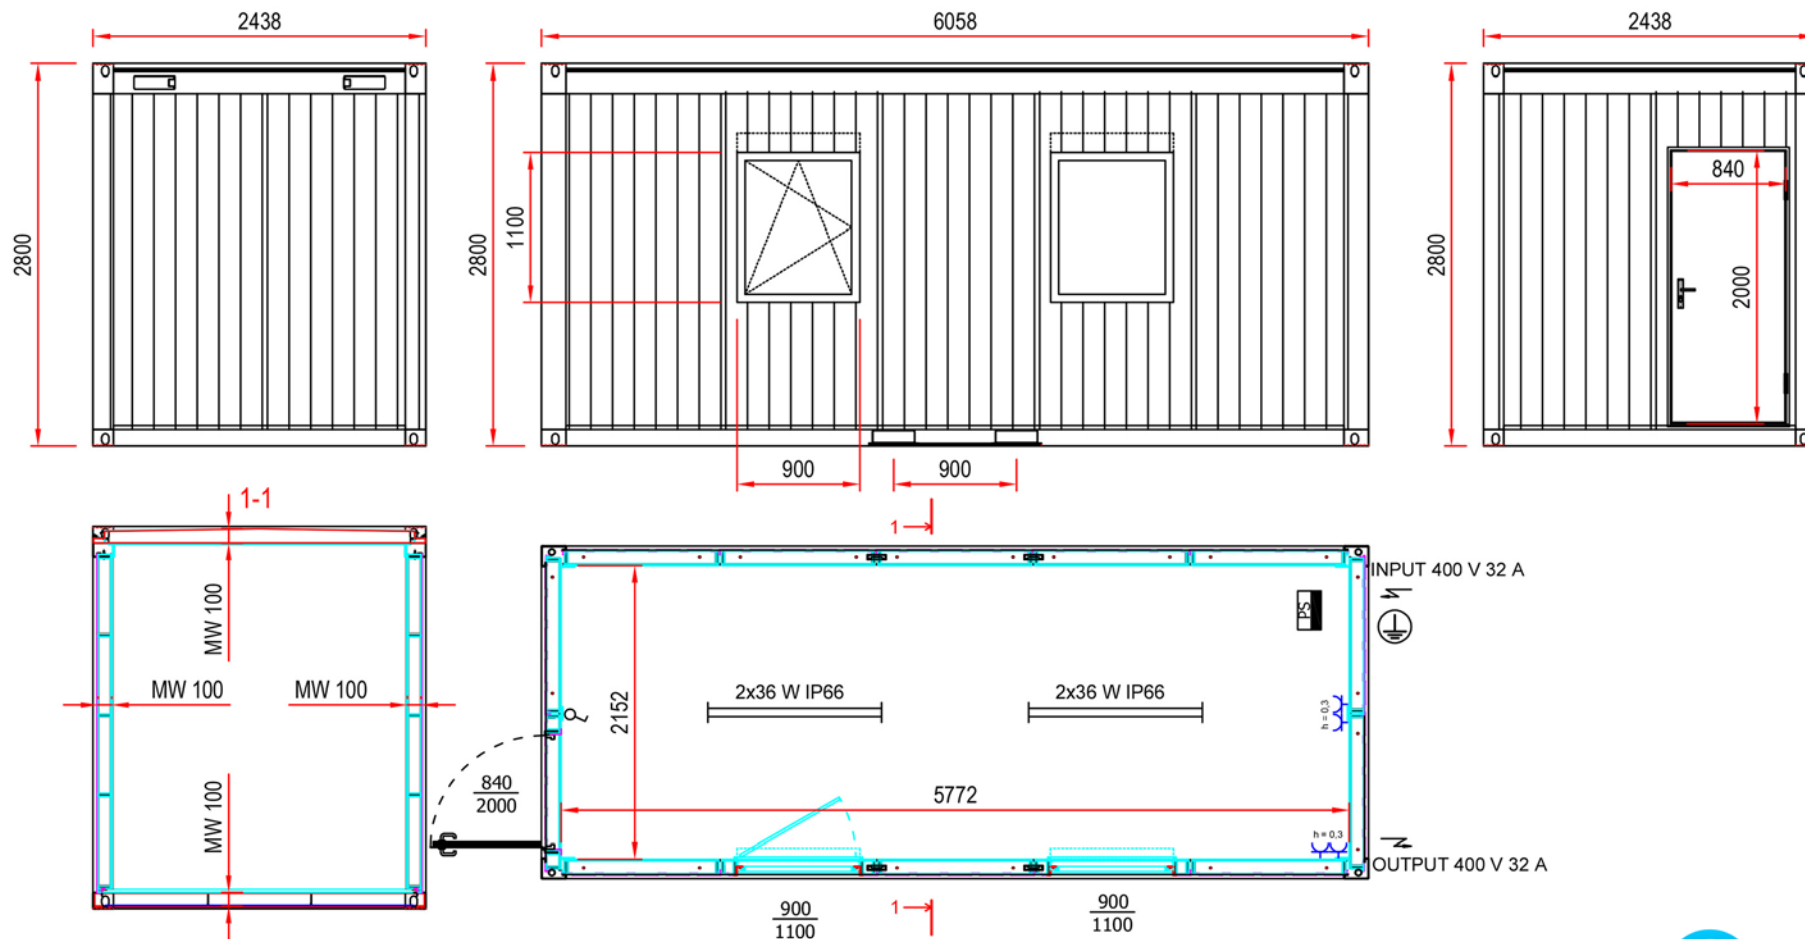 2438
6058
2438
2800
2800
1100
2800
840
2000
900
900
1-1
1
MW 100
MW 100
MW 100
MW 100
INPUT 400 V 32 A
PS
2152
2x36 W IP66
2x36 W IP66
h = 0,3
840
2000
5772
h = 0,3
OUTPUT 400 V 32 A
1
900
1100
900
1100